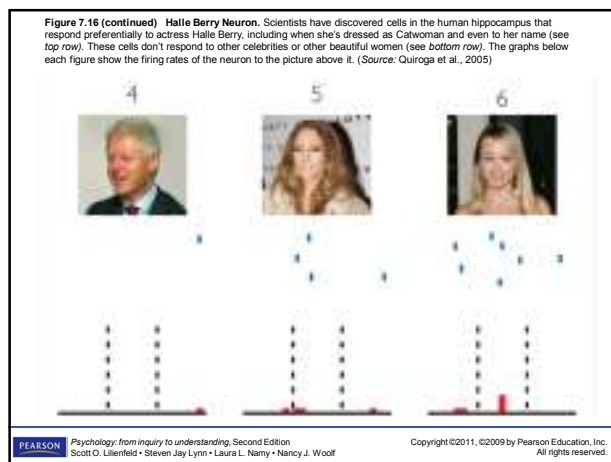 Figure 7.16 (continued) Halle Berry Neuron. Scientists have discovered cells in the human hippocampus that
respond preferentially to actress Halle Berry, including when she's dressed as Catwoman and even to her name (see
top row). These cells don't respond to other celebrities or other beautiful women (see bottom row). The graphs below
each figure show the firing rates of the neuron to the picture above it. (Source: Quiroga et al., 2005)
4 5 6
PEARSON
Psychology: from inquiry to understanding, Second Edition
Scott O. Lilienfeld • Steven Jay Lynn • Laura L. Namy • Nancy J. Woolf
Copyright ©2011, ©2009 by Pearson Education, Inc.
All rights reserved.